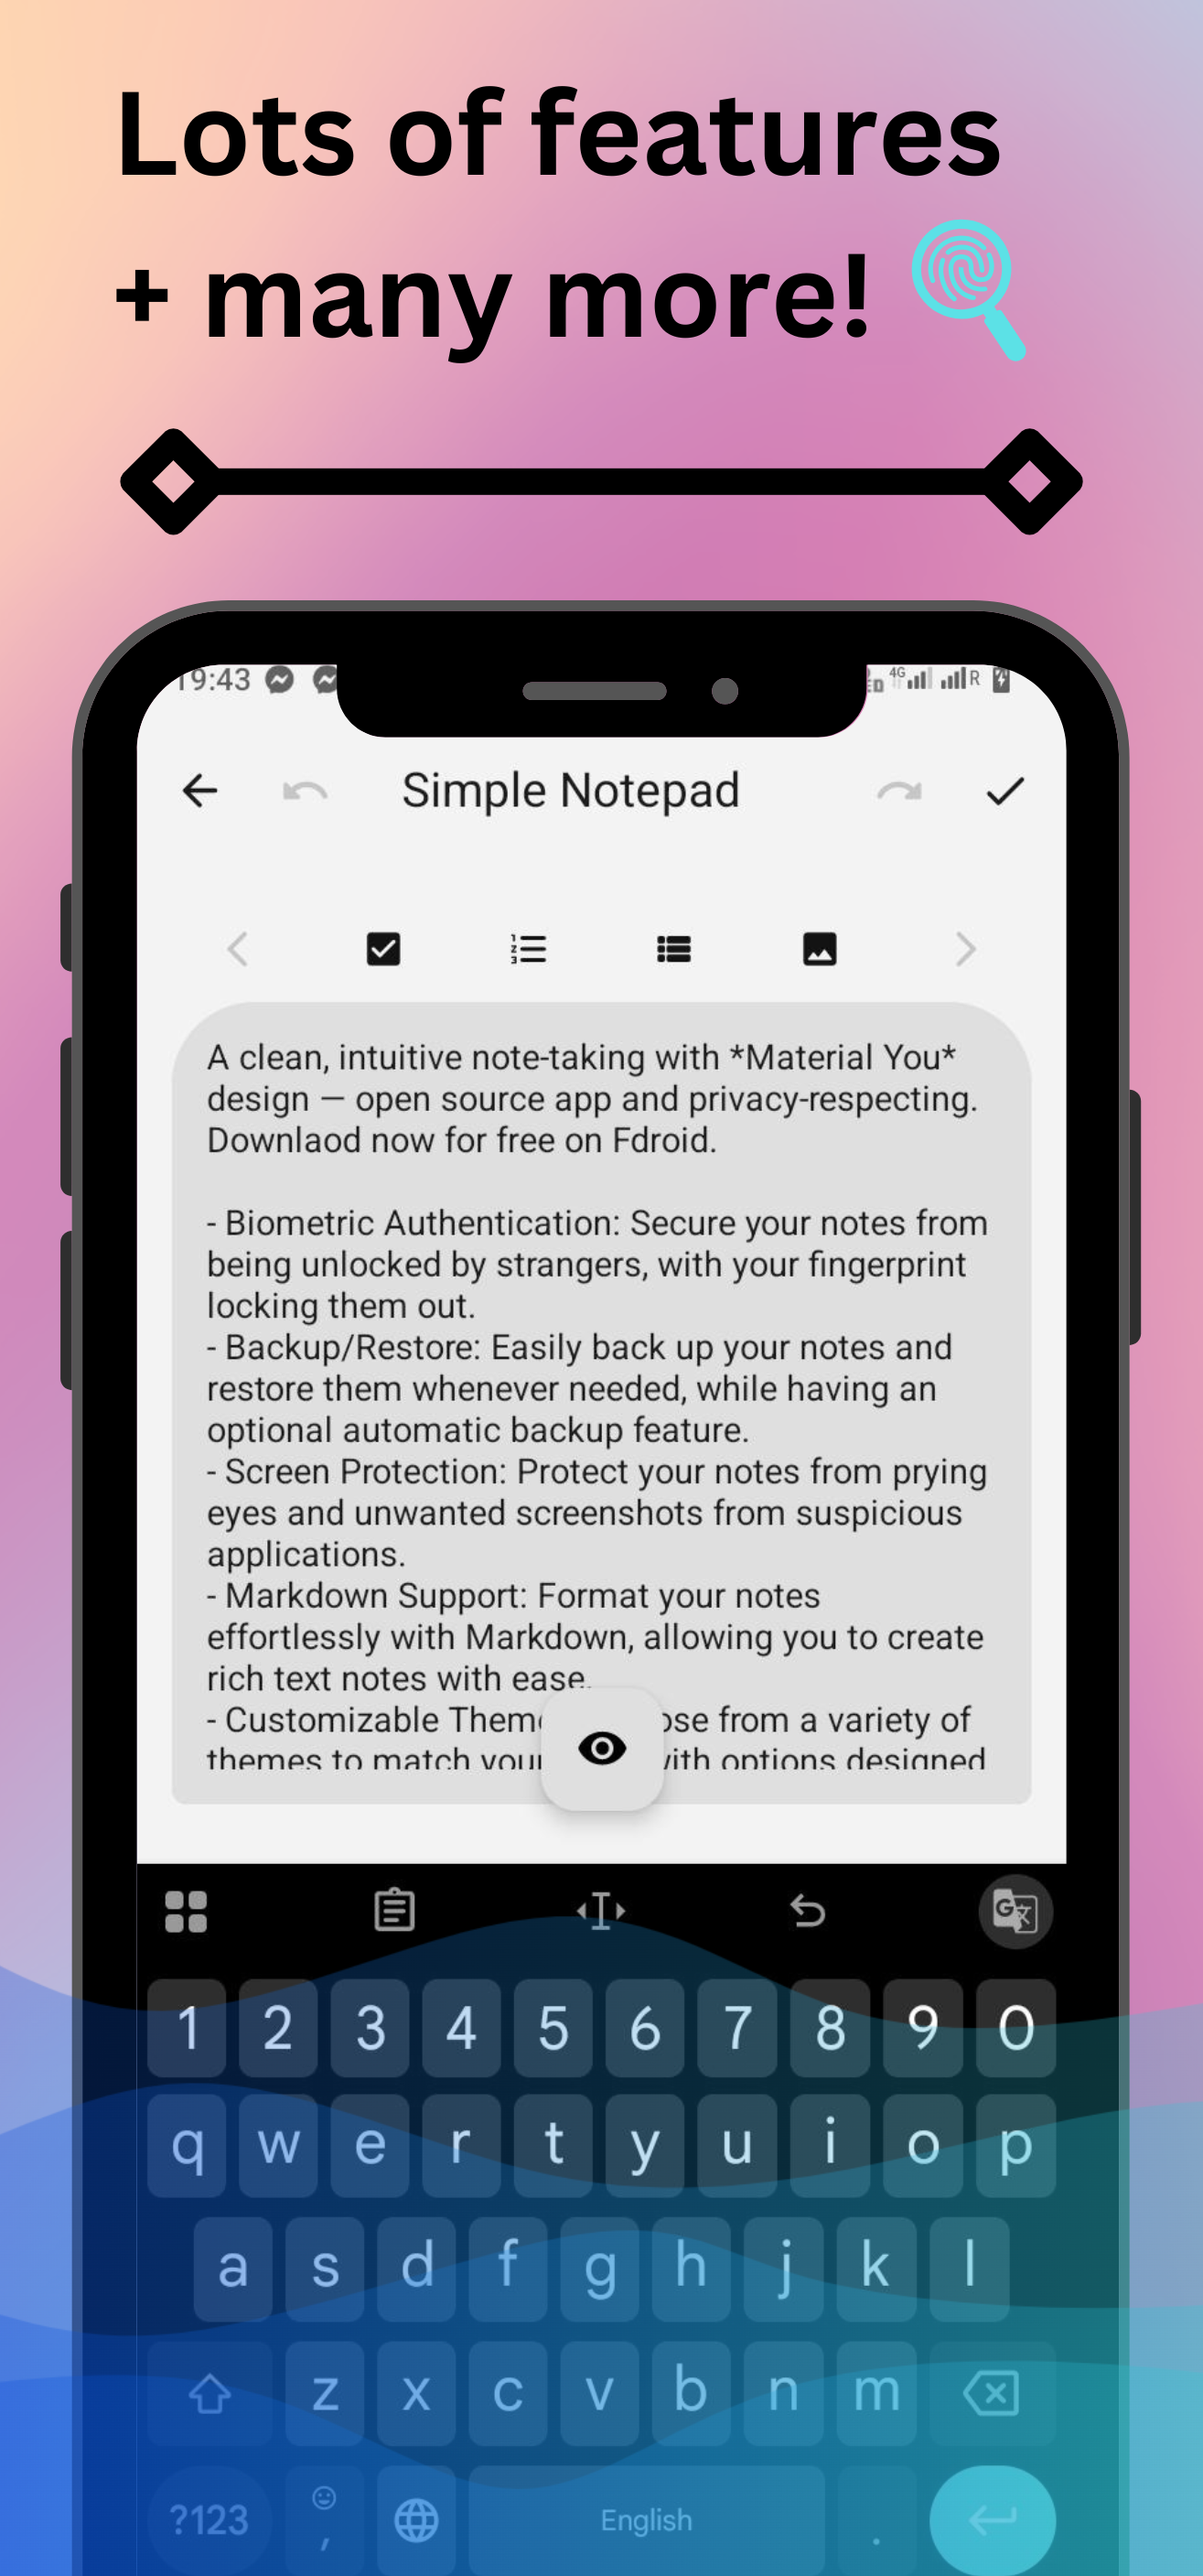 Lots of features
+ many more!
19:43
4G
R
Simple Notepad
A clean, intuitive note-taking with *Material You*
design — open source app and privacy-respecting.
Downlaod now for free on Fdroid.
- Biometric Authentication: Secure your notes from
being unlocked by strangers, with your fingerprint
locking them out.
- Backup/Restore: Easily back up your notes and
restore them whenever needed, while having an
optional automatic backup feature.
- Screen Protection: Protect your notes from prying
eyes and unwanted screenshots from suspicious
applications.
- Markdown Support: Format your notes
effortlessly with Markdown, allowing you to create
rich text notes with ease.
- Customizable from a variety of
themes to match options designed
1 2 3 4 5 6 7 8 9 0
q w e r t y u i o p
a s d f g h j k l
z x c v b n m
?123 , English .